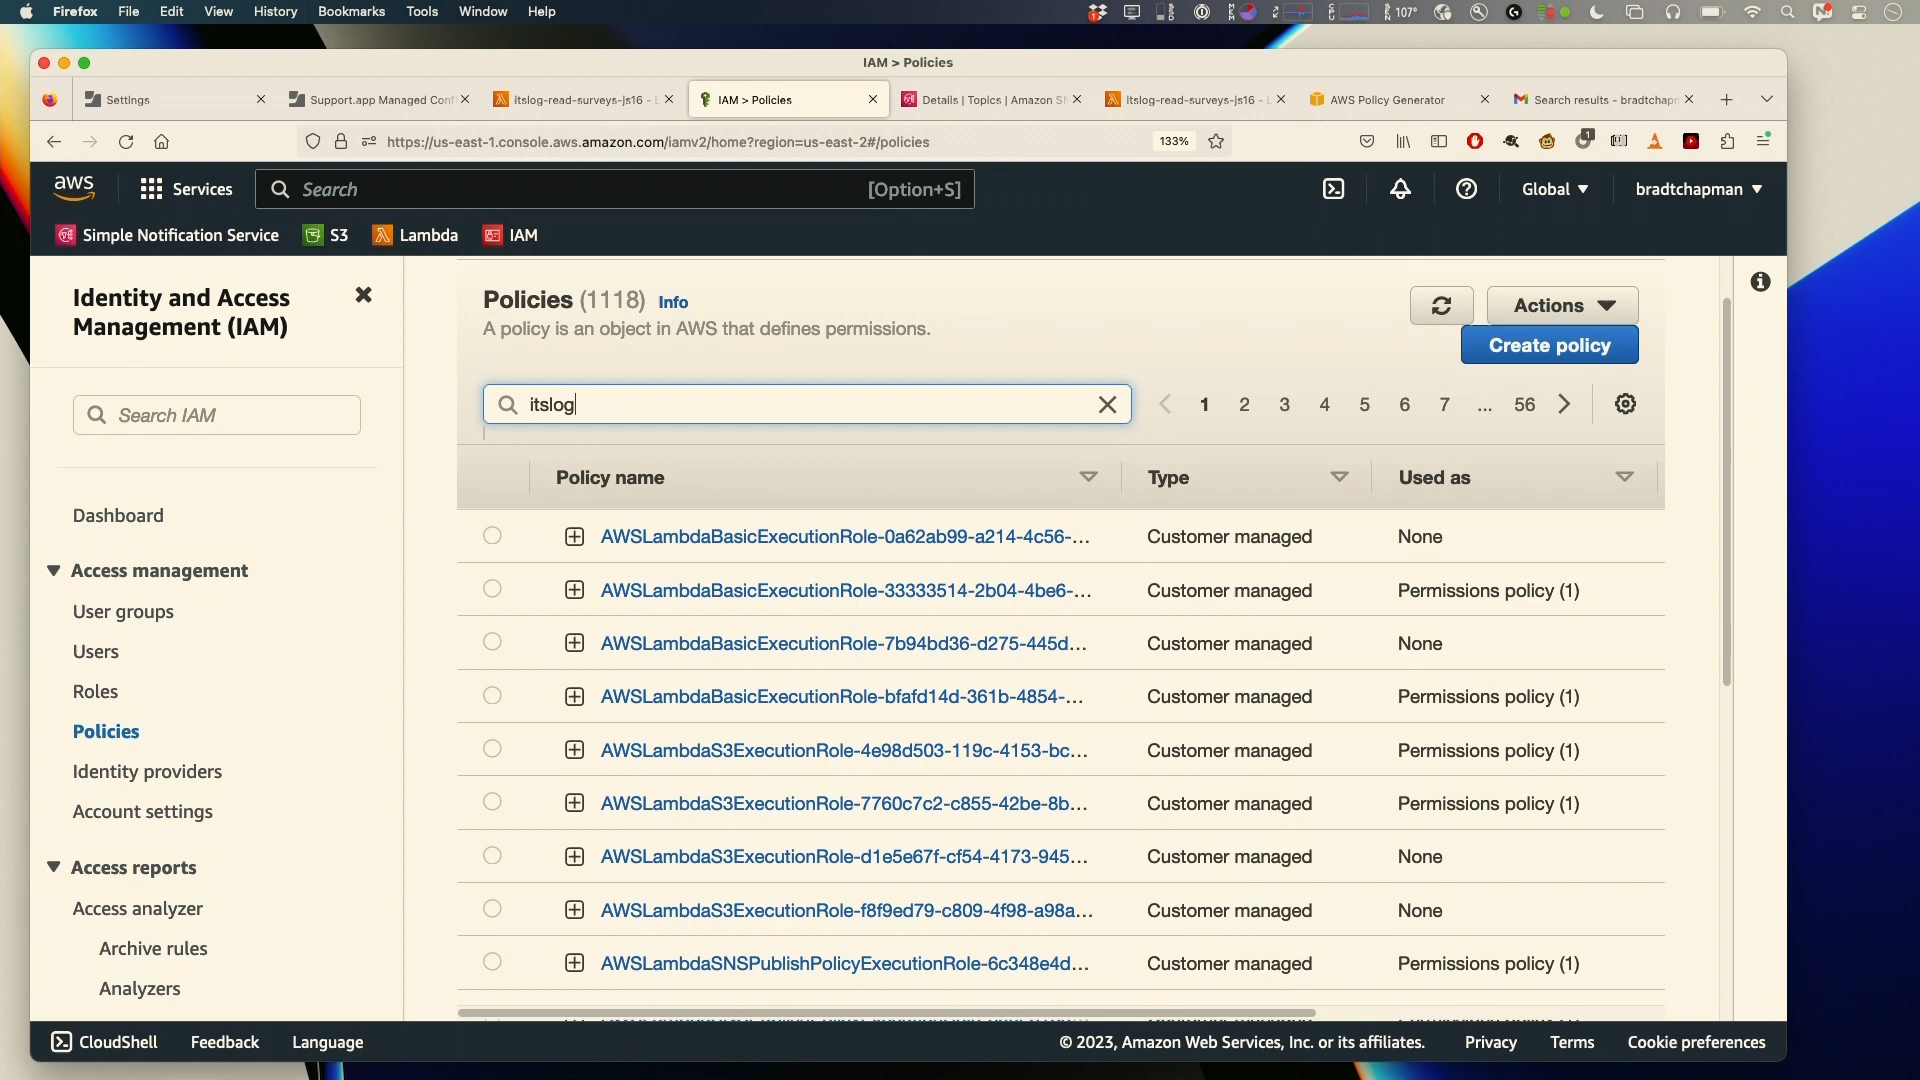 Firefox File Edit View History Bookmarks Tools Window Help
107°
IAM > Policies
Settings
Support.app Managed Conf
itslog-read-surveys-js16 - L
IAM > Policies
Details | Topics | Amazon SN
itslog-read-surveys-js16 - L
AWS Policy Generator
Search results - bradtchapm
https://us-east-1.console.aws.amazon.com/iamv2/home?region=us-east-2#/policies
133%
1
aws
Services
Search
[Option+S]
Global
bradtchapman
Simple Notification Service
S3
Lambda
IAM
Identity and Access
Management (IAM)
Search IAM
Dashboard
Access management
User groups
Users
Roles
Policies
Identity providers
Account settings
Access reports
Access analyzer
Archive rules
Analyzers
Policies (1118) Info
A policy is an object in AWS that defines permissions.
Actions
Create policy
itslog
1 2 3 4 5 6 7 ... 56
Policy name Type Used as
AWSLambdaBasicExecutionRole-0a62ab99-a214-4c56-... Customer managed None
AWSLambdaBasicExecutionRole-33333514-2b04-4be6-... Customer managed Permissions policy (1)
AWSLambdaBasicExecutionRole-7b94bd36-d275-445d... Customer managed None
AWSLambdaBasicExecutionRole-bfafd14d-361b-4854-... Customer managed Permissions policy (1)
AWSLambdaS3ExecutionRole-4e98d503-119c-4153-bc... Customer managed Permissions policy (1)
AWSLambdaS3ExecutionRole-7760c7c2-c855-42be-8b... Customer managed Permissions policy (1)
AWSLambdaS3ExecutionRole-d1e5e67f-cf54-4173-945... Customer managed None
AWSLambdaS3ExecutionRole-f8f9ed79-c809-4f98-a98a... Customer managed None
AWSLambdaSNSPublishPolicyExecutionRole-6c348e4d... Customer managed Permissions policy (1)
CloudShell Feedback Language
© 2023, Amazon Web Services, Inc. or its affiliates. Privacy Terms Cookie preferences